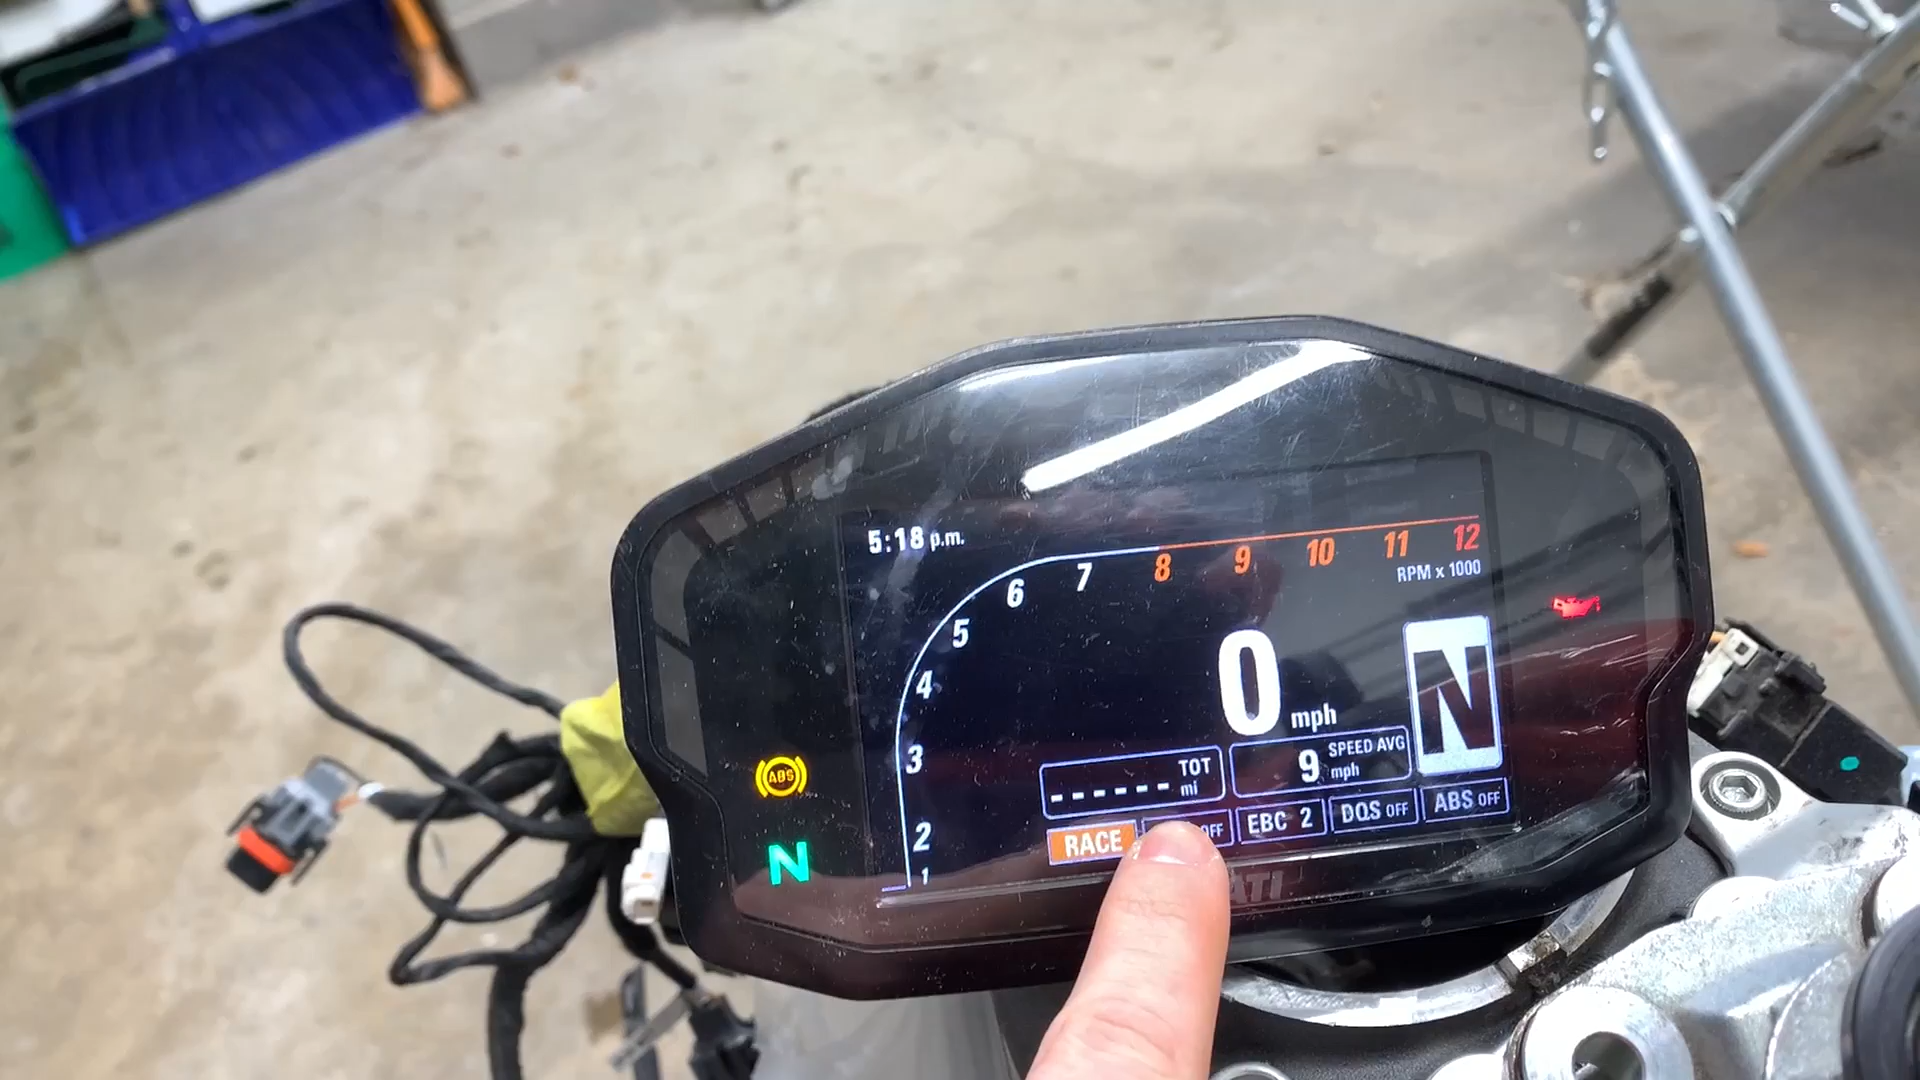 5:18 p.m.
1 2 3 4 5 6 7 8 9 10 11 12
RPM x 1000
0 mph
N
SPEED AVG
9 mph
TOT
------ mi
RACE
OFF
EBC 2
DQS OFF
ABS OFF
ABS
N